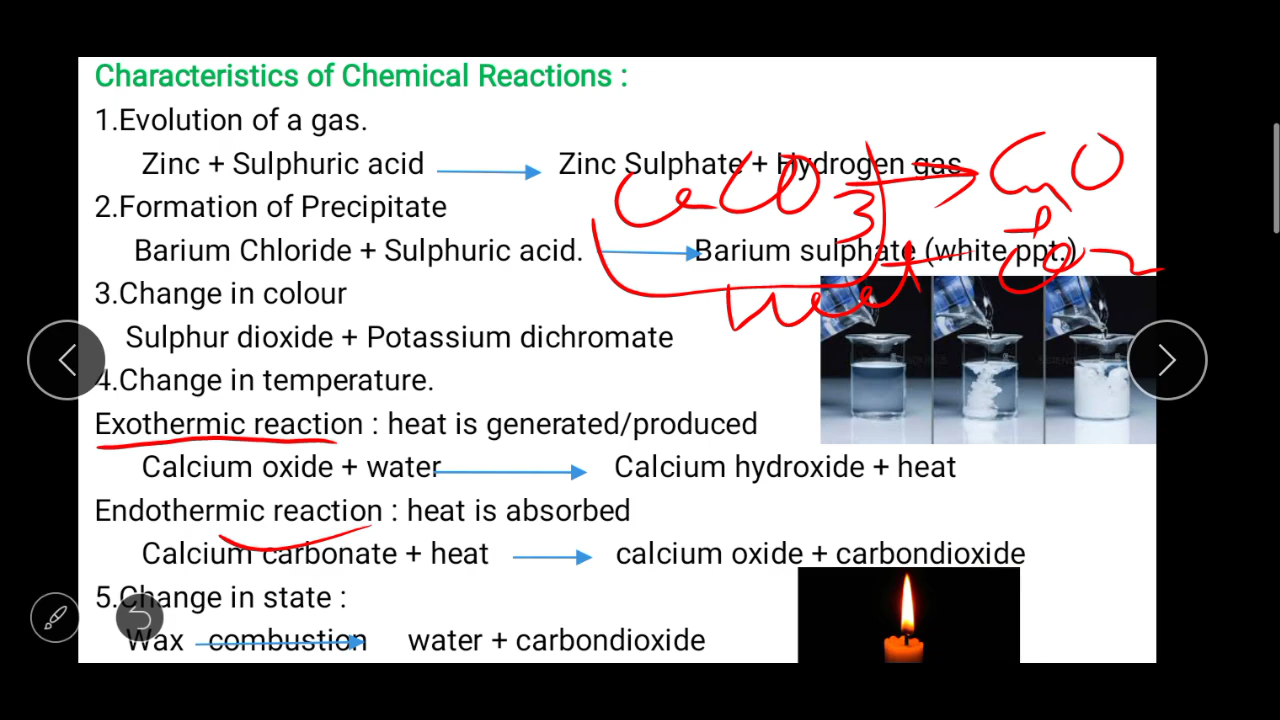 Characteristics of Chemical Reactions :
1.Evolution of a gas.
Zinc + Sulphuric acid → Zinc Sulphate + Hydrogen gas
2.Formation of Precipitate
Barium Chloride + Sulphuric acid. → Barium sulphate (white ppt.)
3.Change in colour
Sulphur dioxide + Potassium dichromate
4.Change in temperature.
Exothermic reaction : heat is generated/produced
Calcium oxide + water → Calcium hydroxide + heat
Endothermic reaction : heat is absorbed
Calcium carbonate + heat → calcium oxide + carbondioxide
5.Change in state :
Wax combustion → water + carbondioxide
CaCO3 → CaO
+